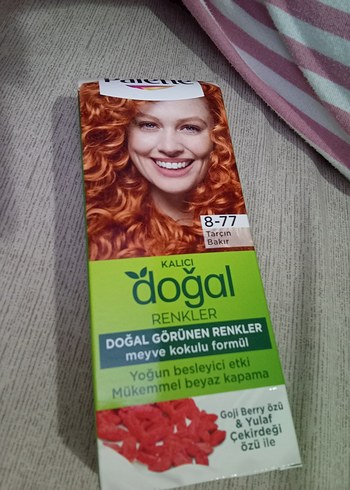 Palette
8-77
Tarçın
Bakır
KALICI
doğal
RENKLER
DOĞAL GÖRÜNEN RENKLER
meyve kokulu formül
Yoğun besleyici etki
Mükemmel beyaz kapama
Goji Berry özü
& Yulaf
Çekirdeği
özü ile